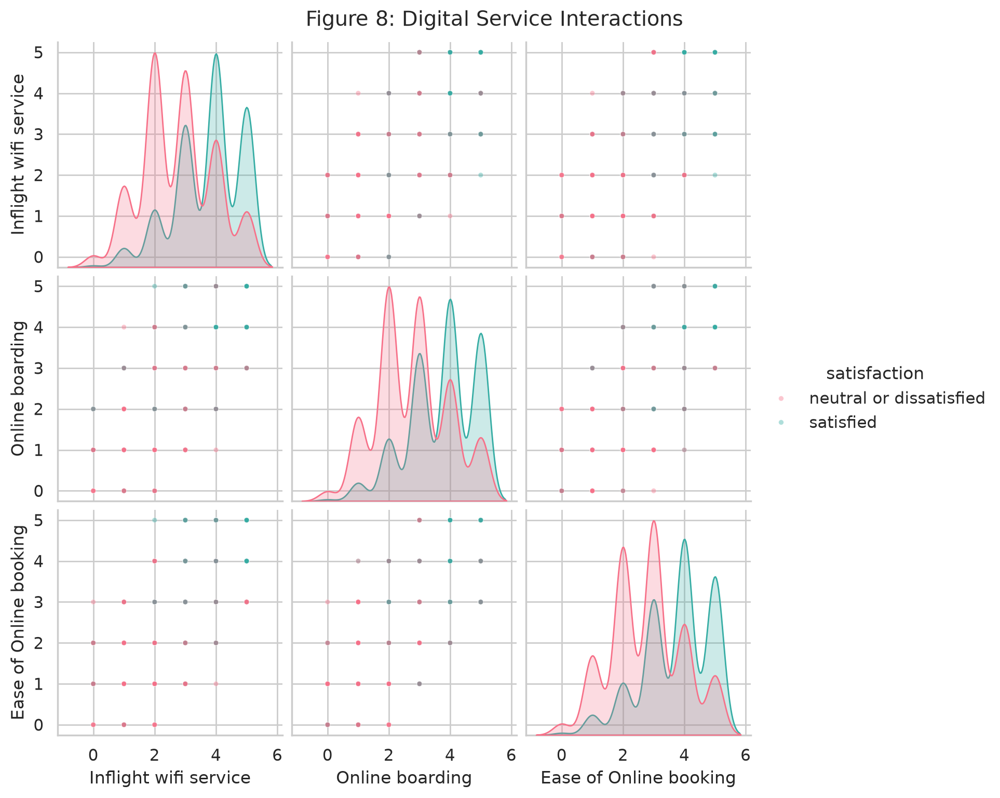 Figure 8: Digital Service Interactions
Inflight wifi service
5
4
3
2
1
0
Online boarding
5
4
3
2
1
0
satisfaction
neutral or dissatisfied
satisfied
Ease of Online booking
5
4
3
2
1
0
0 2 4 6 0 2 4 6 0 2 4 6
Inflight wifi service Online boarding Ease of Online booking